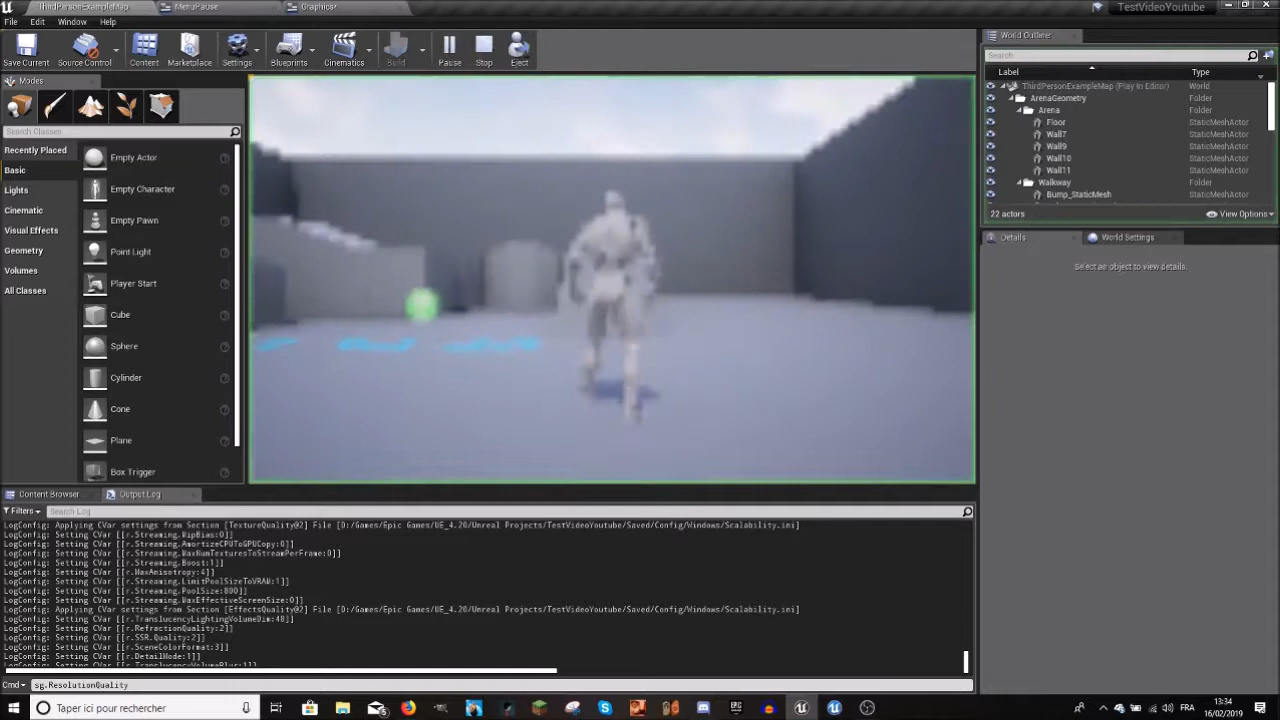 ThirdPersonExampleMap
MenuPause
Graphics*
TestVideoYoutube
File Edit Window Help
Save Current
Source Control
Content
Marketplace
Settings
Blueprints
Cinematics
Build
Pause
Stop
Eject
Modes
Search Classes
Recently Placed
Basic
Lights
Cinematic
Visual Effects
Geometry
Volumes
All Classes
Empty Actor
Empty Character
Empty Pawn
Point Light
Player Start
Cube
Sphere
Cylinder
Cone
Plane
Box Trigger
World Outliner
Search
Label Type
ThirdPersonExampleMap (Play In Editor) World
ArenaGeometry Folder
Arena Folder
Floor StaticMeshActor
Wall7 StaticMeshActor
Wall9 StaticMeshActor
Wall10 StaticMeshActor
Wall11 StaticMeshActor
Walkway Folder
Bump_StaticMesh StaticMeshActor
22 actors View Options
Details World Settings
Select an object to view details.
Content Browser Output Log
Filters Search Log
LogConfig: Applying CVar settings from Section [TextureQuality@2] File [D:/Games/Epic Games/UE_4.20/Unreal Projects/TestVideoYoutube/Saved/Config/Windows/Scalability.ini]
LogConfig: Setting CVar [[r.Streaming.MipBias:0]]
LogConfig: Setting CVar [[r.Streaming.AmortizeCPUToGPUCopy:0]]
LogConfig: Setting CVar [[r.Streaming.MaxNumTexturesToStreamPerFrame:0]]
LogConfig: Setting CVar [[r.Streaming.Boost:1]]
LogConfig: Setting CVar [[r.MaxAnisotropy:4]]
LogConfig: Setting CVar [[r.Streaming.LimitPoolSizeToVRAM:1]]
LogConfig: Setting CVar [[r.Streaming.PoolSize:800]]
LogConfig: Setting CVar [[r.Streaming.MaxEffectiveScreenSize:0]]
LogConfig: Applying CVar settings from Section [EffectsQuality@2] File [D:/Games/Epic Games/UE_4.20/Unreal Projects/TestVideoYoutube/Saved/Config/Windows/Scalability.ini]
LogConfig: Setting CVar [[r.TranslucencyLightingVolumeDim:48]]
LogConfig: Setting CVar [[r.RefractionQuality:2]]
LogConfig: Setting CVar [[r.SSR.Quality:2]]
LogConfig: Setting CVar [[r.SceneColorFormat:3]]
LogConfig: Setting CVar [[r.DetailMode:1]]
LogConfig: Setting CVar [[r.TranslucencyVolumeBlur:1]]
Cmd sg.ResolutionQuality
Taper ici pour rechercher
FRA
13:34
16/02/2019